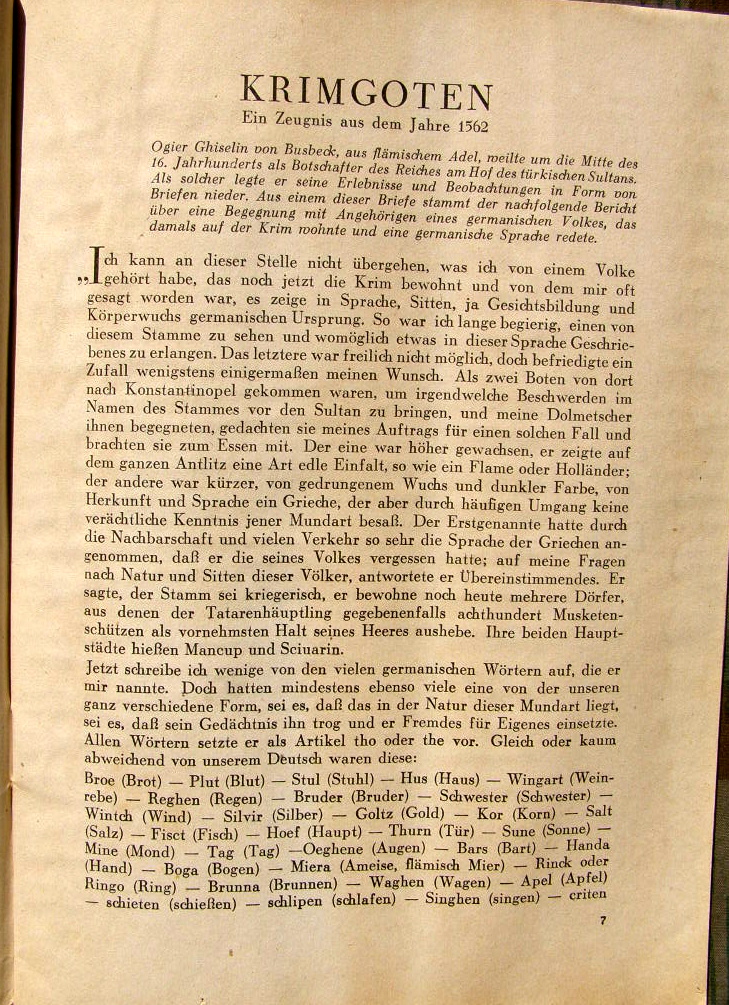 KRIMGOTEN
Ein Zeugnis aus dem Jahre 1562
Ogier Ghiselin von Busbeck, aus flämischem Adel, weilte um die Mitte des
16. Jahrhunderts als Botschafter des Reiches am Hof des türkischen Sultans.
Als solcher legte er seine Erlebnisse und Beobachtungen in Form von
Briefen nieder. Aus einem dieser Briefe stammt der nachfolgende Bericht
über eine Begegnung mit Angehörigen eines germanischen Volkes, das
damals auf der Krim wohnte und eine germanische Sprache redete.
„Ich kann an dieser Stelle nicht übergehen, was ich von einem Volke
gehört habe, das noch jetzt die Krim bewohnt und von dem mir oft
gesagt worden war, es zeige in Sprache, Sitten, ja Gesichtsbildung und
Körperwuchs germanischen Ursprung. So war ich lange begierig, einen von
diesem Stamme zu sehen und womöglich etwas in dieser Sprache Geschrie-
benes zu erlangen. Das letztere war freilich nicht möglich, doch befriedigte ein
Zufall wenigstens einigermaßen meinen Wunsch. Als zwei Boten von dort
nach Konstantinopel gekommen waren, um irgendwelche Beschwerden im
Namen des Stammes vor den Sultan zu bringen, und meine Dolmetscher
ihnen begegneten, gedachten sie meines Auftrags für einen solchen Fall und
brachten sie zum Essen mit. Der eine war höher gewachsen, er zeigte auf
dem ganzen Antlitz eine Art edle Einfalt, so wie ein Flame oder Holländer;
der andere war kürzer, von gedrungenem Wuchs und dunkler Farbe, von
Herkunft und Sprache ein Grieche, der aber durch häufigen Umgang keine
verächtliche Kenntnis jener Mundart besaß. Der Erstgenannte hatte durch
die Nachbarschaft und vielen Verkehr so sehr die Sprache der Griechen an-
genommen, daß er die seines Volkes vergessen hatte; auf meine Fragen
nach Natur und Sitten dieser Völker, antwortete er Übereinstimmendes. Er
sagte, der Stamm sei kriegerisch, er bewohne noch heute mehrere Dörfer,
aus denen der Tatarenhäuptling gegebenenfalls achthundert Musketen-
schützen als vornehmsten Halt seines Heeres aushebe. Ihre beiden Haupt-
städte hießen Mancup und Sciuarin.
Jetzt schreibe ich wenige von den vielen germanischen Wörtern auf, die er
mir nannte. Doch hatten mindestens ebenso viele eine von der unseren
ganz verschiedene Form, sei es, daß das in der Natur dieser Mundart liegt,
sei es, daß sein Gedächtnis ihn trog und er Fremdes für Eigenes einsetzte.
Allen Wörtern setzte er als Artikel tho oder the vor. Gleich oder kaum
abweichend von unserem Deutsch waren diese:
Broe (Brot) — Plut (Blut) — Stul (Stuhl) — Hus (Haus) — Wingart (Wein-
rebe) — Reghen (Regen) — Bruder (Bruder) — Schwester (Schwester) —
Wintch (Wind) — Silvir (Silber) — Goltz (Gold) — Kor (Korn) — Salt
(Salz) — Fisct (Fisch) — Hoef (Haupt) — Thurn (Tür) — Sune (Sonne) —
Mine (Mond) — Tag (Tag) —Oeghene (Augen) — Bars (Bart) — Handa
(Hand) — Boga (Bogen) — Miera (Ameise, flämisch Mier) — Rinck oder
Ringo (Ring) — Brunna (Brunnen) — Waghen (Wagen) — Apel (Apfel)
— schieten (schießen) — schlipen (schlafen) — Singhen (singen) — criten
7